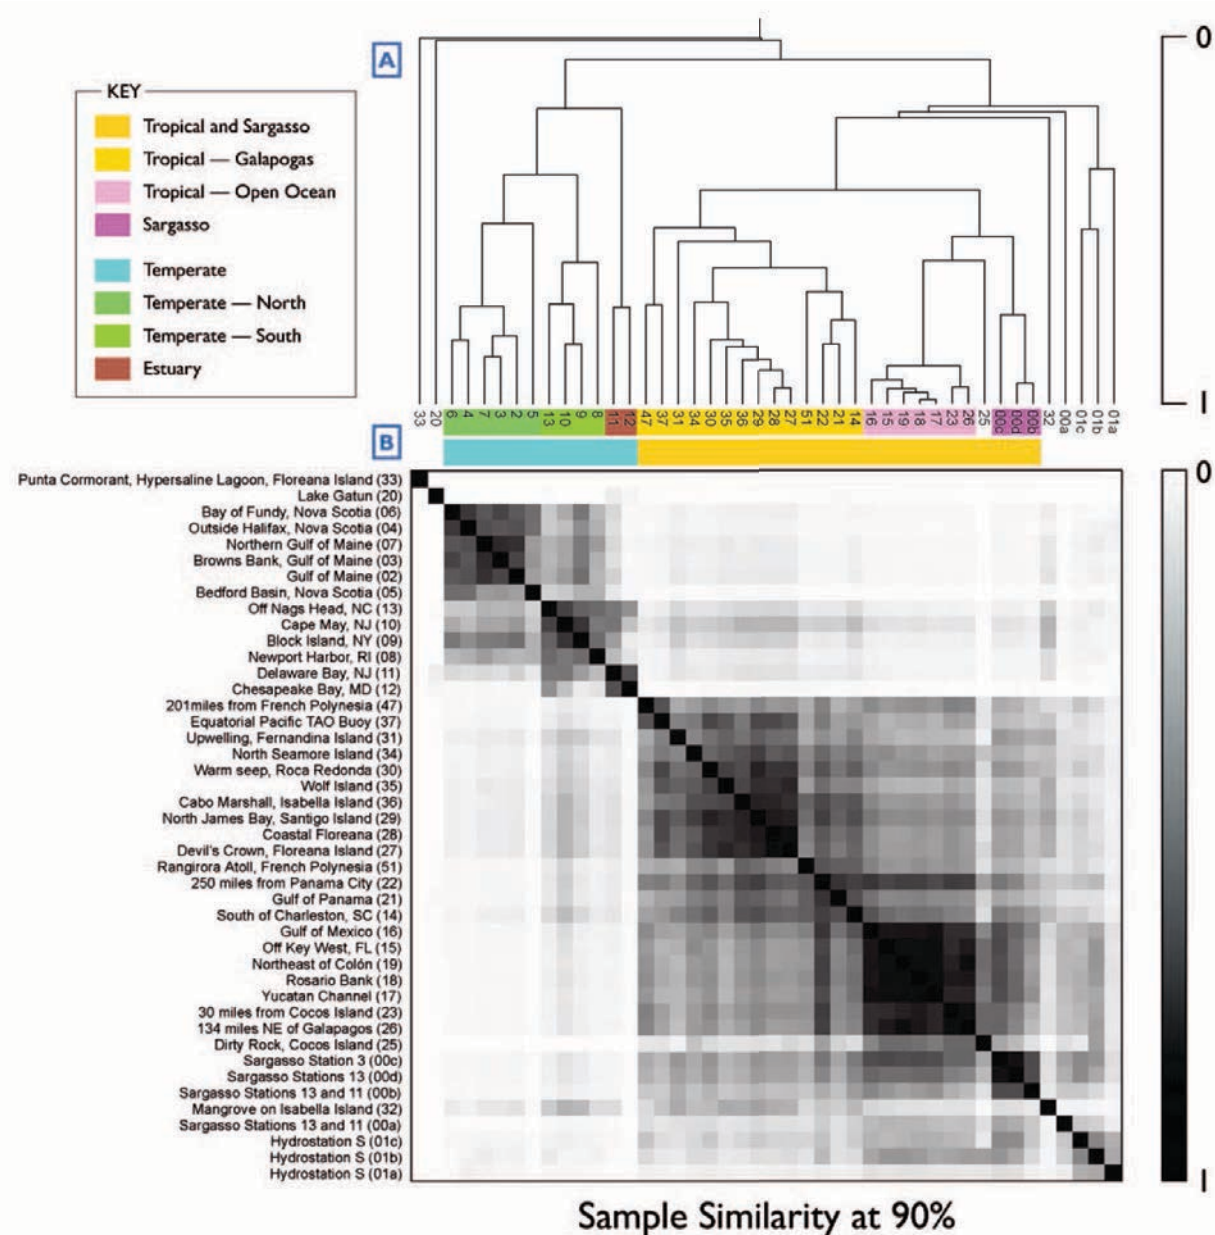 A
0
KEY
Tropical and Sargasso
Tropical — Galapogas
Tropical — Open Ocean
Sargasso
Temperate
Temperate — North
Temperate — South
Estuary
1
33 20 6 4 7 3 2 5 13 10 9 8 11 12 47 37 31 34 30 35 36 29 28 27 51 22 21 14 16 15 19 18 17 23 26 25 00c 00d 00b 32 00a 01c 01b 01a
B
0
Punta Cormorant, Hypersaline Lagoon, Floreana Island (33)
Lake Gatun (20)
Bay of Fundy, Nova Scotia (06)
Outside Halifax, Nova Scotia (04)
Northern Gulf of Maine (07)
Browns Bank, Gulf of Maine (03)
Gulf of Maine (02)
Bedford Basin, Nova Scotia (05)
Off Nags Head, NC (13)
Cape May, NJ (10)
Block Island, NY (09)
Newport Harbor, RI (08)
Delaware Bay, NJ (11)
Chesapeake Bay, MD (12)
201miles from French Polynesia (47)
Equatorial Pacific TAO Buoy (37)
Upwelling, Fernandina Island (31)
North Seamore Island (34)
Warm seep, Roca Redonda (30)
Wolf Island (35)
Cabo Marshall, Isabella Island (36)
North James Bay, Santigo Island (29)
Coastal Floreana (28)
Devil's Crown, Floreana Island (27)
Rangirora Atoll, French Polynesia (51)
250 miles from Panama City (22)
Gulf of Panama (21)
South of Charleston, SC (14)
Gulf of Mexico (16)
Off Key West, FL (15)
Northeast of Colón (19)
Rosario Bank (18)
Yucatan Channel (17)
30 miles from Cocos Island (23)
134 miles NE of Galapagos (26)
Dirty Rock, Cocos Island (25)
Sargasso Station 3 (00c)
Sargasso Stations 13 (00d)
Sargasso Stations 13 and 11 (00b)
Mangrove on Isabella Island (32)
Sargasso Stations 13 and 11 (00a)
Hydrostation S (01c)
Hydrostation S (01b)
Hydrostation S (01a)
1
Sample Similarity at 90%